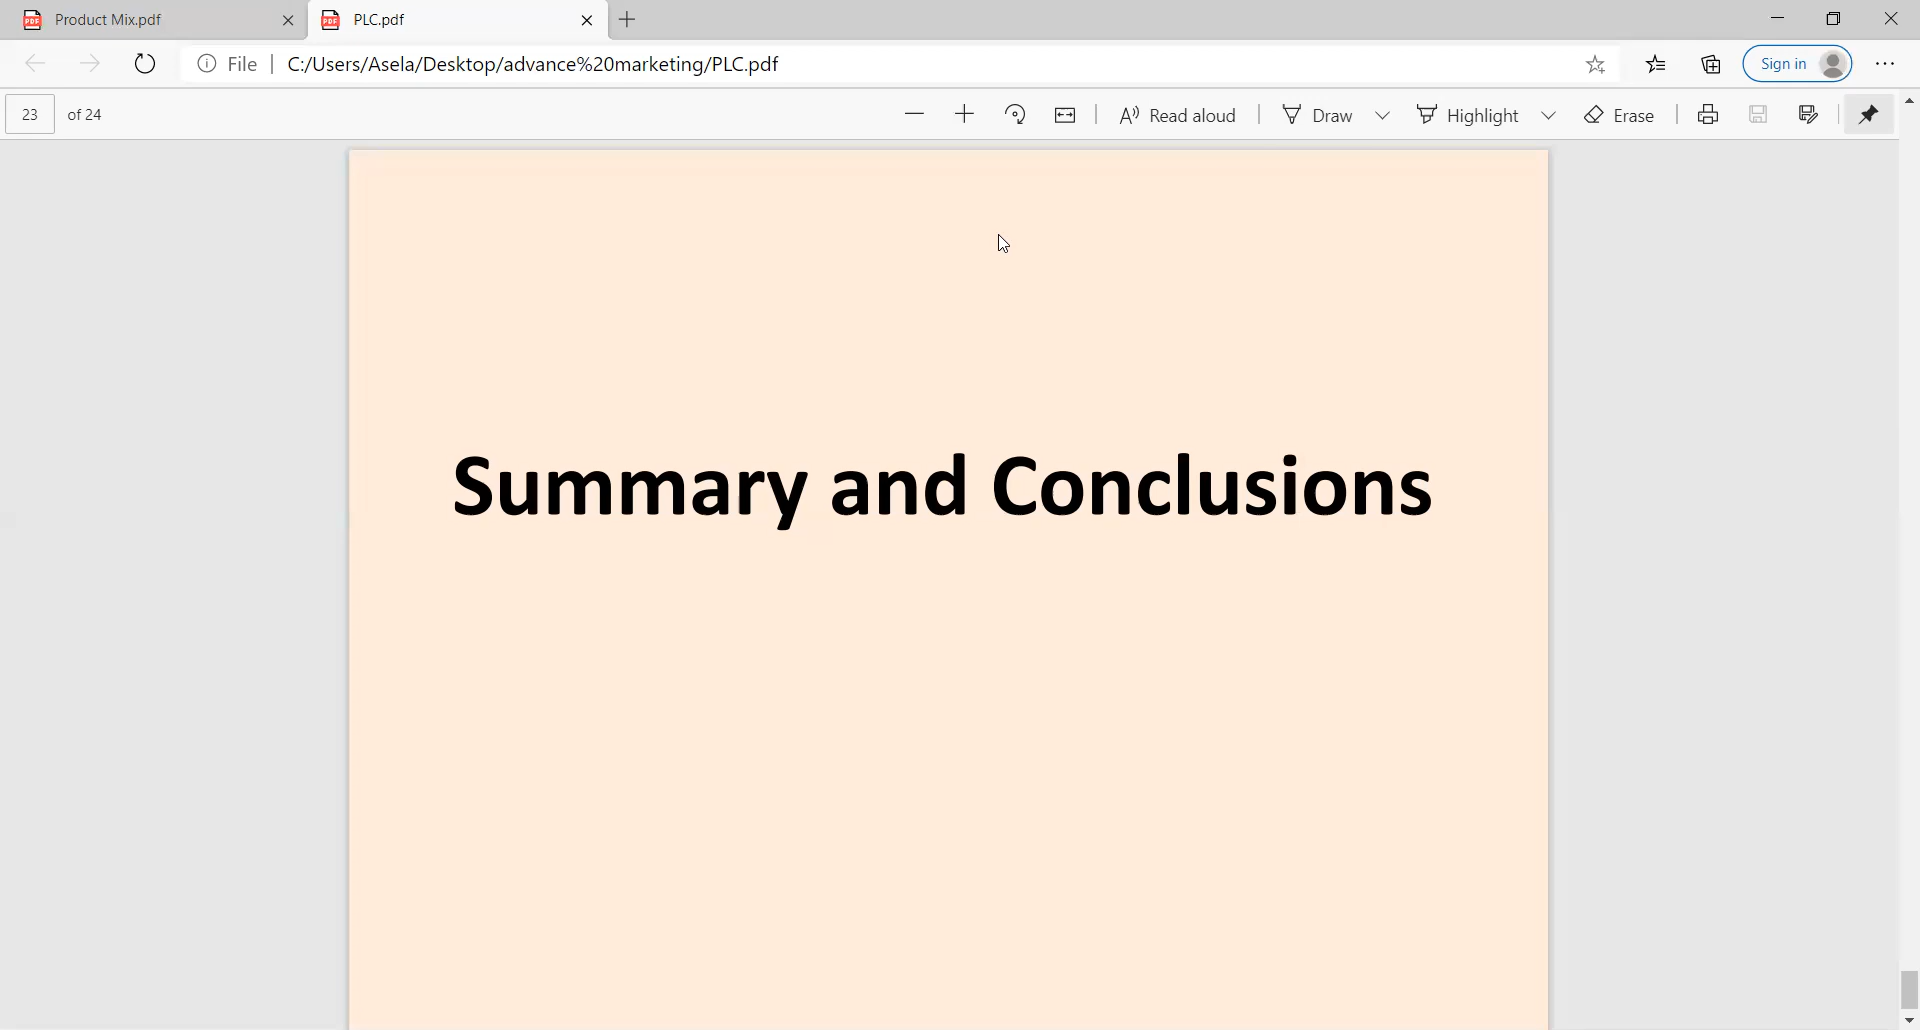 Product Mix.pdf
PLC.pdf
File
C:/Users/Asela/Desktop/advance%20marketing/PLC.pdf
Sign in
23 of 24
Read aloud
Draw
Highlight
Erase
Summary and Conclusions